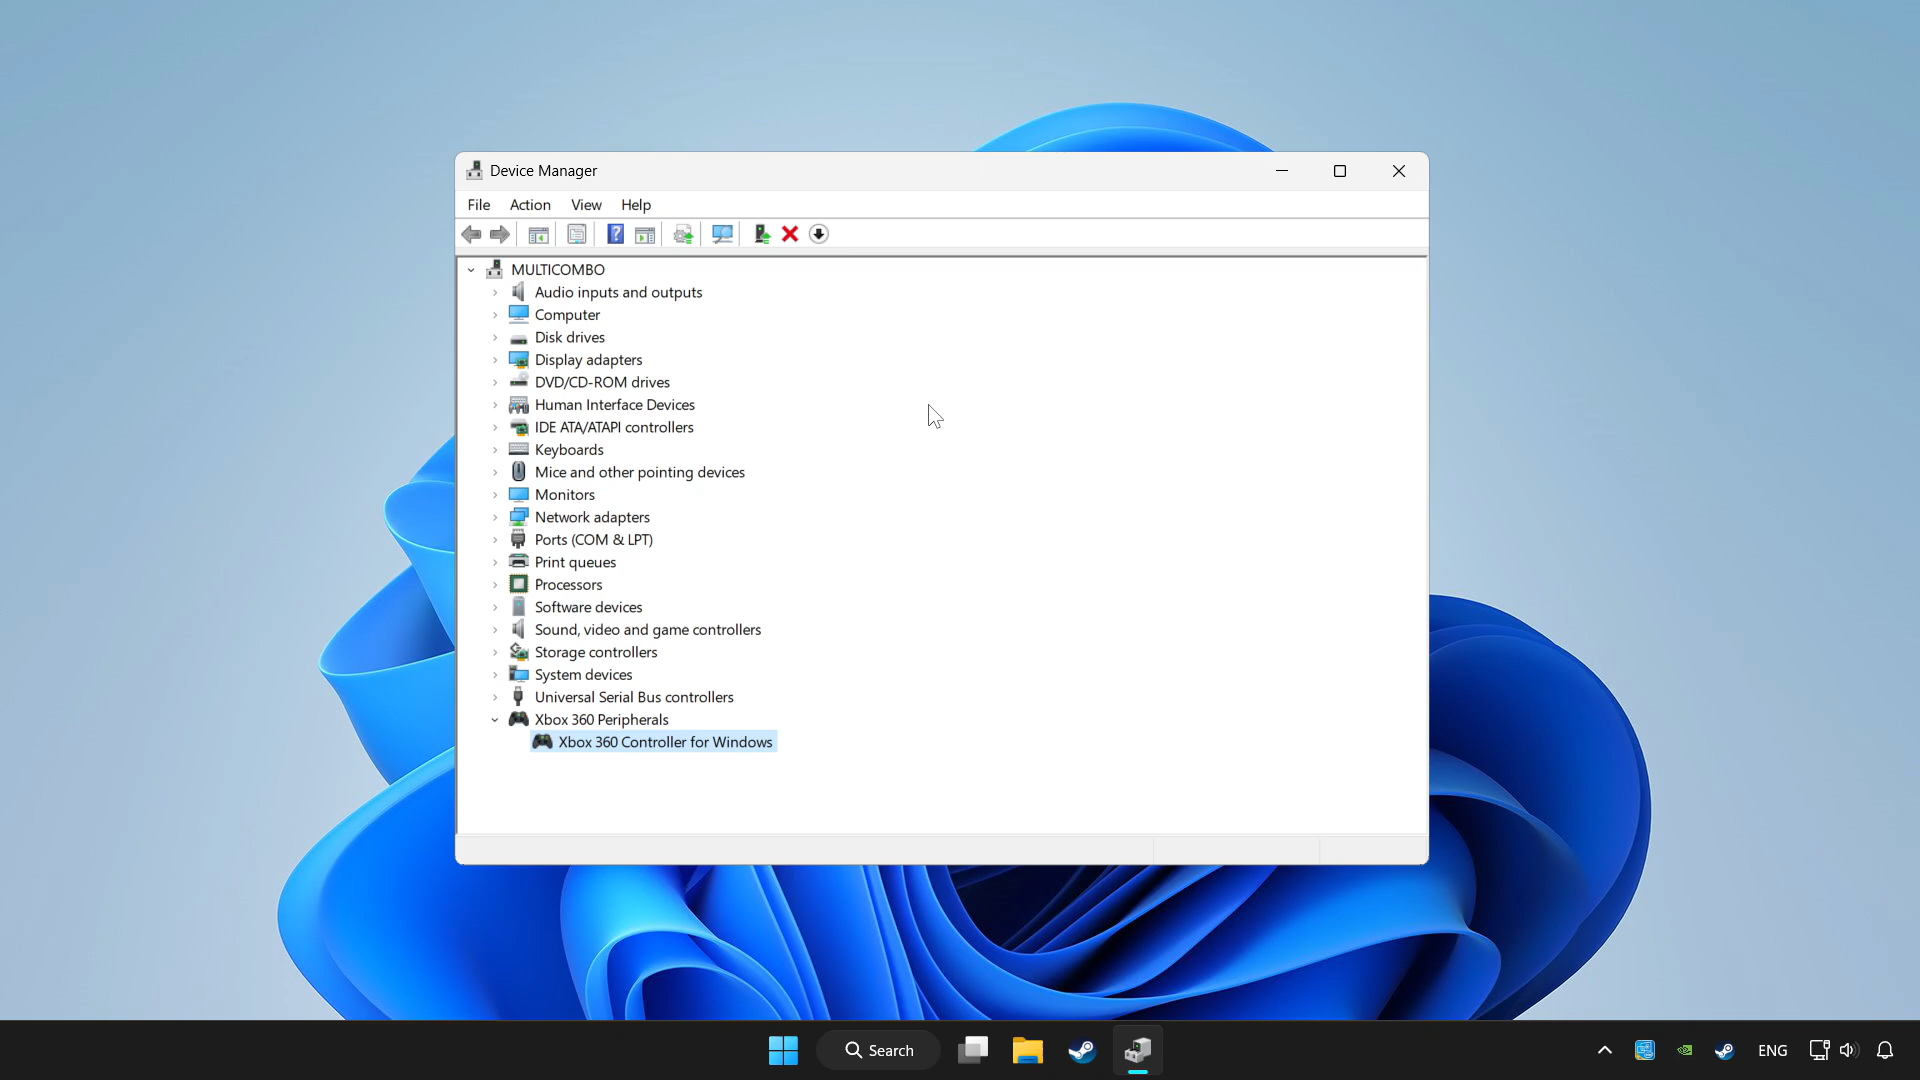 Device Manager
File Action View Help
MULTICOMBO
Audio inputs and outputs
Computer
Disk drives
Display adapters
DVD/CD-ROM drives
Human Interface Devices
IDE ATA/ATAPI controllers
Keyboards
Mice and other pointing devices
Monitors
Network adapters
Ports (COM & LPT)
Print queues
Processors
Software devices
Sound, video and game controllers
Storage controllers
System devices
Universal Serial Bus controllers
Xbox 360 Peripherals
Xbox 360 Controller for Windows
Search ENG